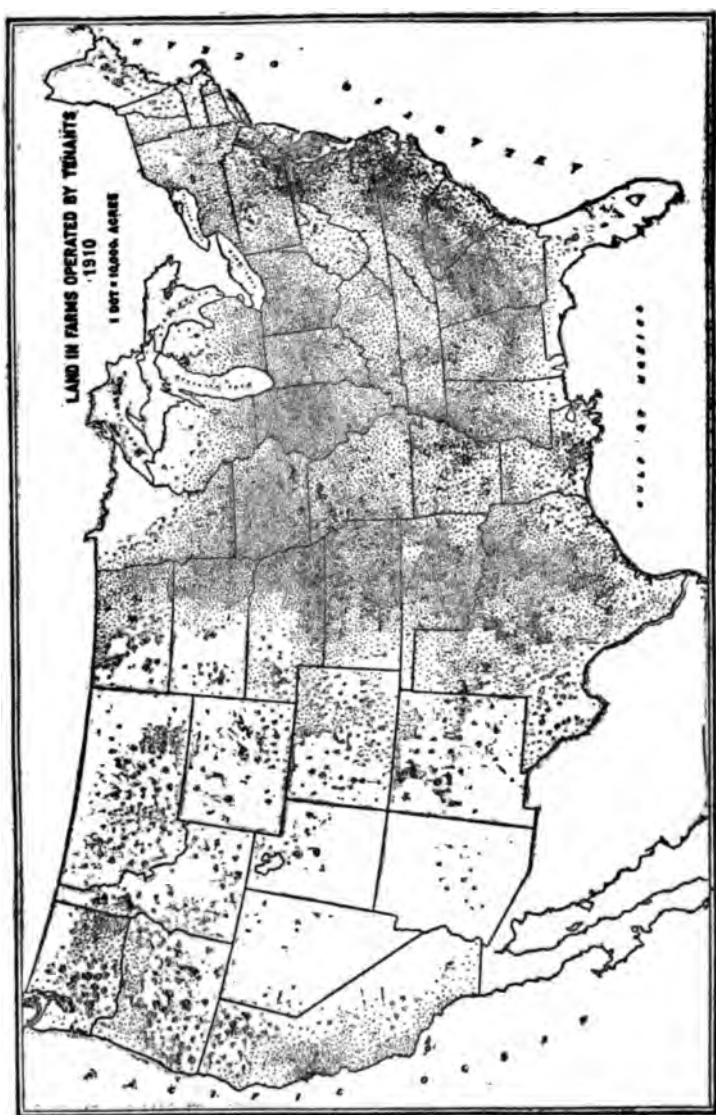 LAND IN FARMS OPERATED BY TENANTS
1910
1 DOT = 10,000 ACRES
GULF OF MEXICO